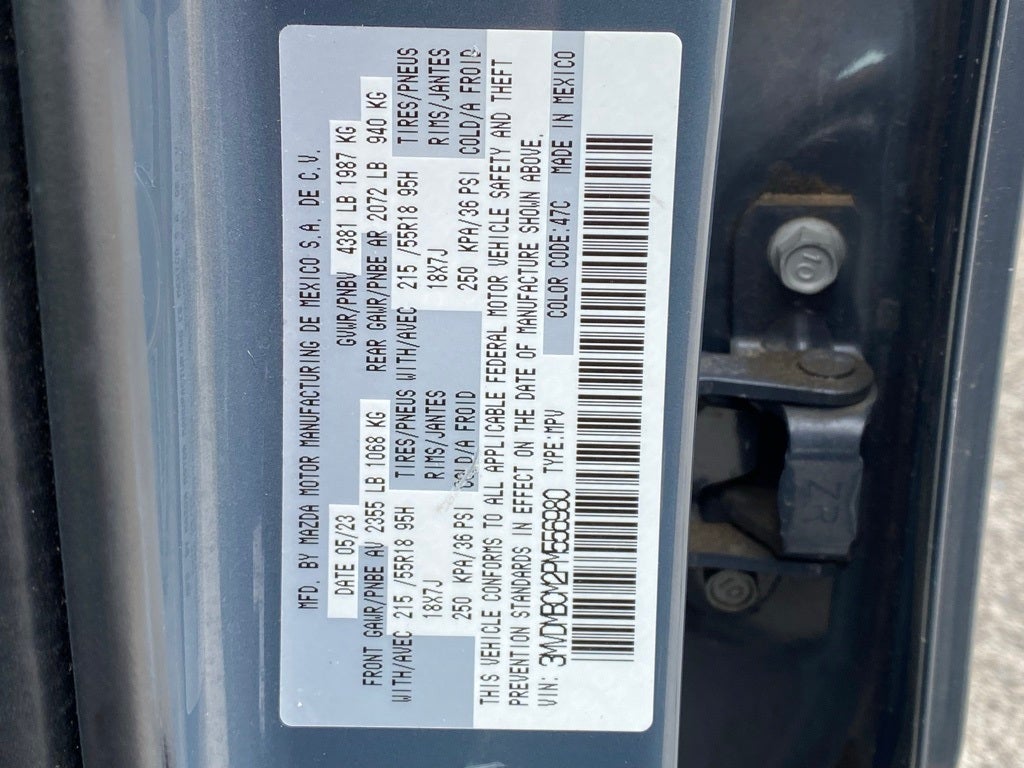 MFD. BY MAZDA MOTOR MANUFACTURING DE MEXICO S.A. DE C.V.
DATE 05/23 GVWR/PNBV 4381 LB 1987 KG
FRONT GAWR/PNBE AV 2355 LB 1068 KG REAR GAWR/PNBE AR 2072 LB 940 KG
WITH/AVEC 215 /55R18 95H TIRES/PNEUS WITH/AVEC 215 /55R18 95H TIRES/PNEUS
18X7J RIMS/JANTES 18X7J RIMS/JANTES
250 KPA/36 PSI COLD/A FROID 250 KPA/36 PSI COLD/A FROID
THIS VEHICLE CONFORMS TO ALL APPLICABLE FEDERAL MOTOR VEHICLE SAFETY AND THEFT
PREVENTION STANDARDS IN EFFECT ON THE DATE OF MANUFACTURE SHOWN ABOVE.
VIN: 3MVDMBCM2PM556980 TYPE:MPV COLOR CODE:47C MADE IN MEXICO
10
ZR